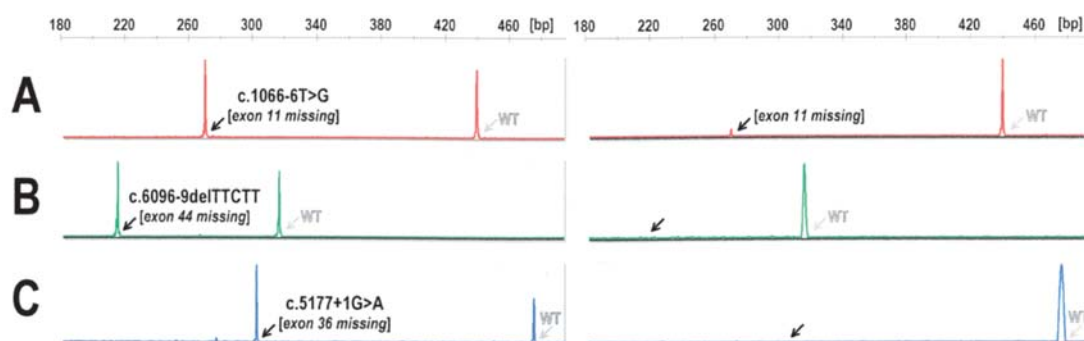 180 220 260 300 340 380 420 460 [bp] 180 220 260 300 340 380 420 460 [bp]
A c.1066-6T>G
[exon 11 missing] WT [exon 11 missing] WT
B c.6096-9delTTCTT
[exon 44 missing] WT WT
C c.5177+1G>A
[exon 36 missing] WT WT